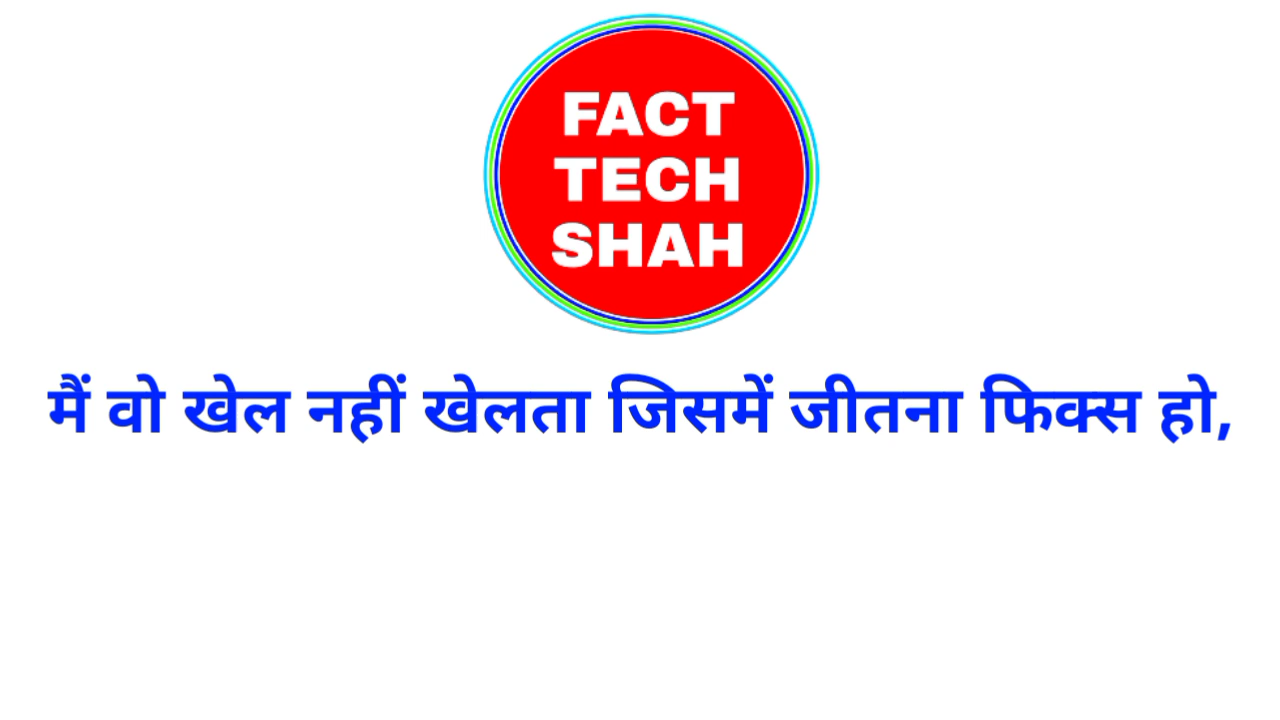 FACT
TECH
SHAH
मैं वो खेल नहीं खेलता जिसमें जीतना फिक्स हो,